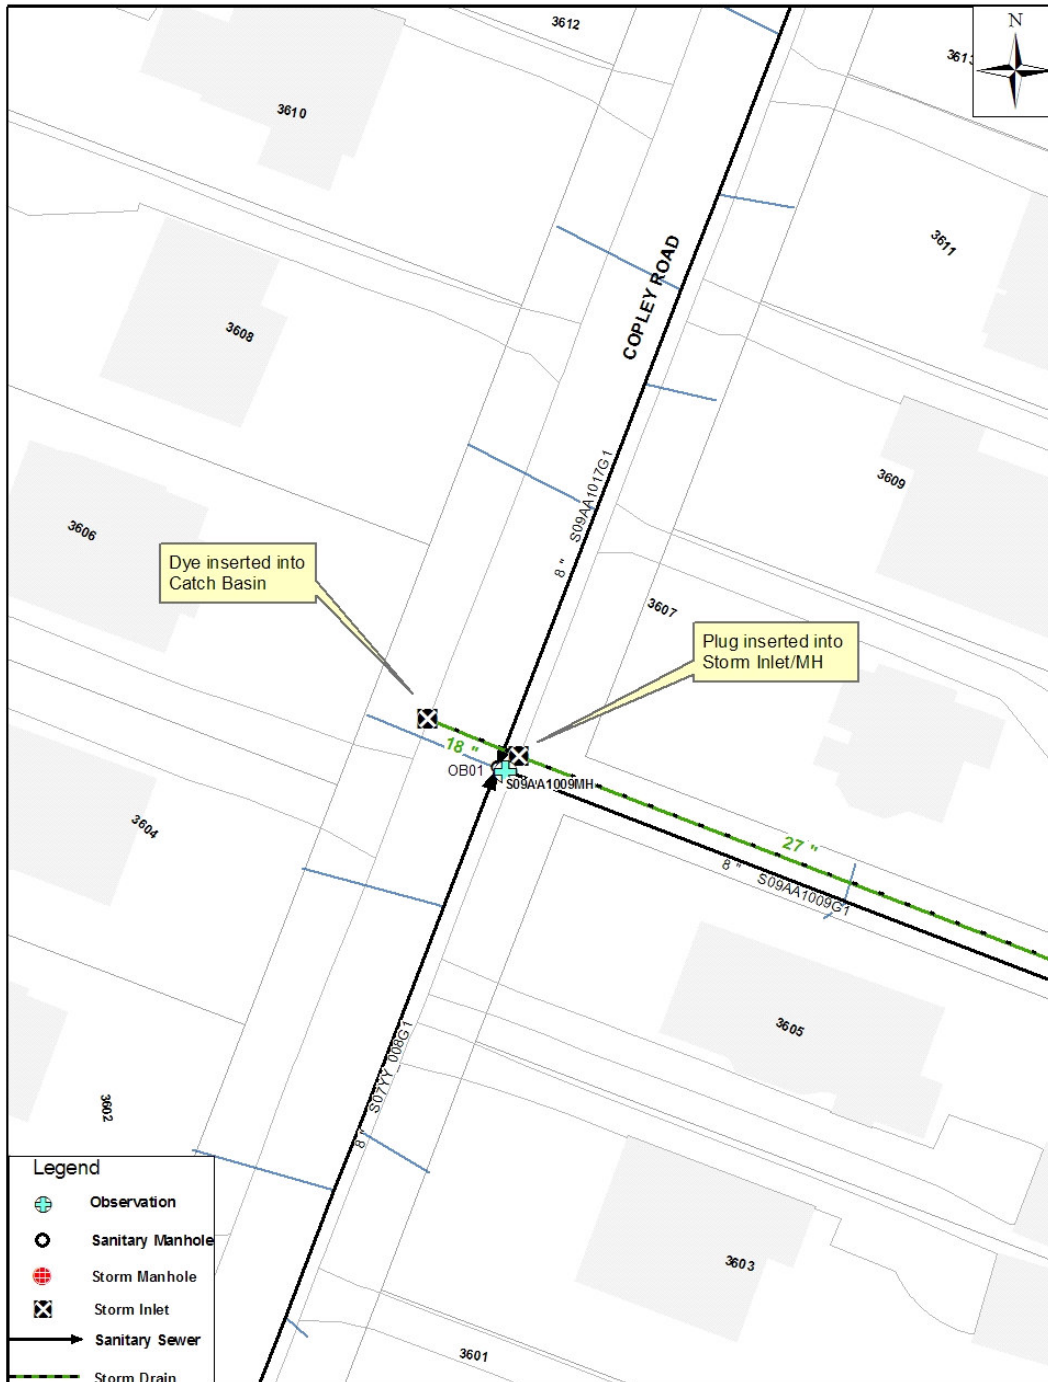 3612
N
3613
3610
3611
COPLEY ROAD
3608
3609
8 " S09AA1017G1
3606
Dye inserted into
Catch Basin
3607
Plug inserted into
Storm Inlet/MH
18 "
OB01
S09AA1009MH
3604
27 "
8 " S09AA1009G1
3605
8 " S07YY_008G1
3602
3603
3601
Legend
Observation
Sanitary Manhole
Storm Manhole
Storm Inlet
Sanitary Sewer
Storm Drain